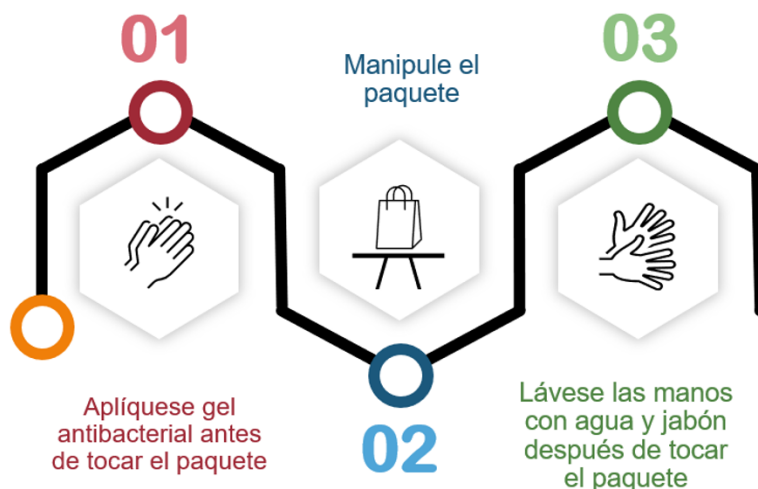 01
Aplíquese gel
antibacterial antes
de tocar el paquete
Manipule el
paquete
02
03
Lávese las manos
con agua y jabón
después de tocar
el paquete